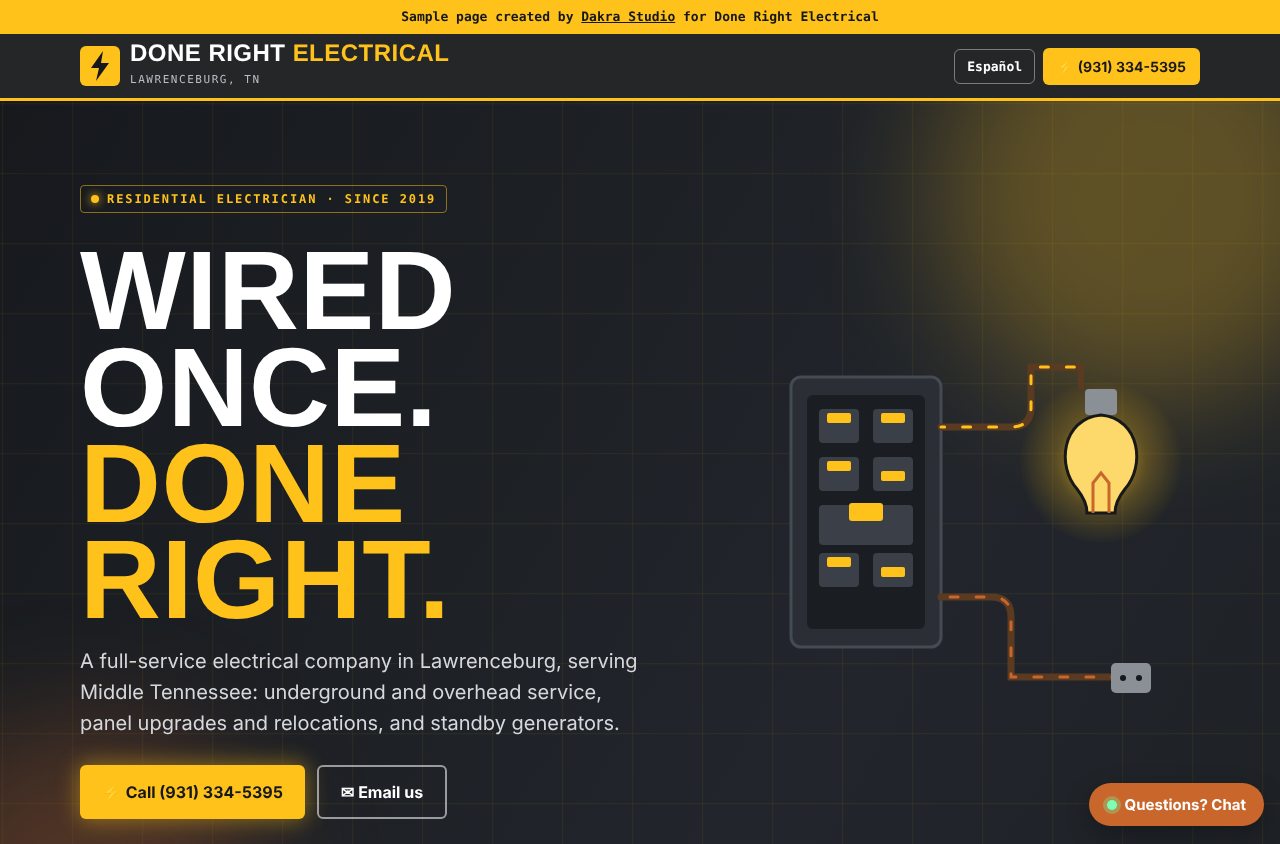 Sample page created by Dakra Studio for Done Right Electrical
DONE RIGHT ELECTRICAL
LAWRENCEBURG, TN
Español
⚡ (931) 334-5395
RESIDENTIAL ELECTRICIAN · SINCE 2019
WIRED
ONCE.
DONE
RIGHT.
A full-service electrical company in Lawrenceburg, serving
Middle Tennessee: underground and overhead service,
panel upgrades and relocations, and standby generators.
⚡ Call (931) 334-5395
✉ Email us
Questions? Chat